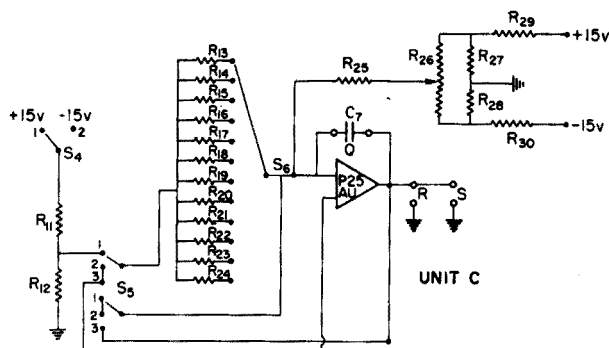 R29
+15v
R13
R25
R26
R27
R14
R15
R28
+15v
-15v
R16
C7
-15v
1
2
R17
R30
S4
R18
Q
R19
S6
P25
R20
AU
R
S
R11
R21
1
R22
UNIT C
2
R23
R12
3
R24
1
S5
2
3